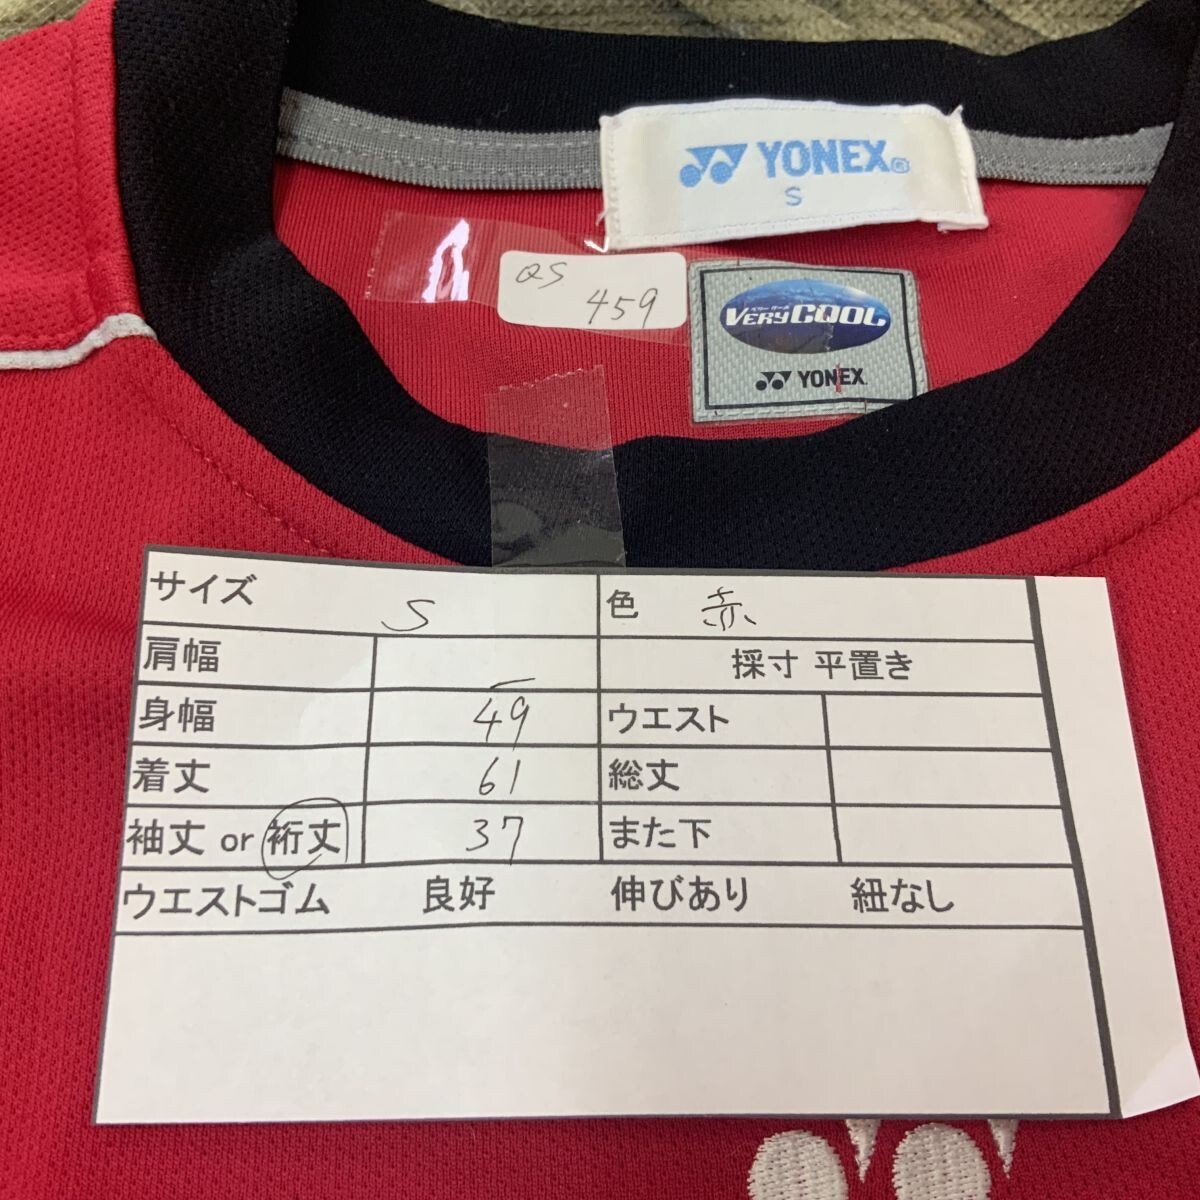 YONEX®
S
QS
459
VERYCOOL
YONEX
サイズ S 色 赤
肩幅 — 採寸 平置き
身幅 49 ウエスト
着丈 61 総丈
袖丈 or 裄丈 37 また下
ウエストゴム 良好 伸びあり 紐なし